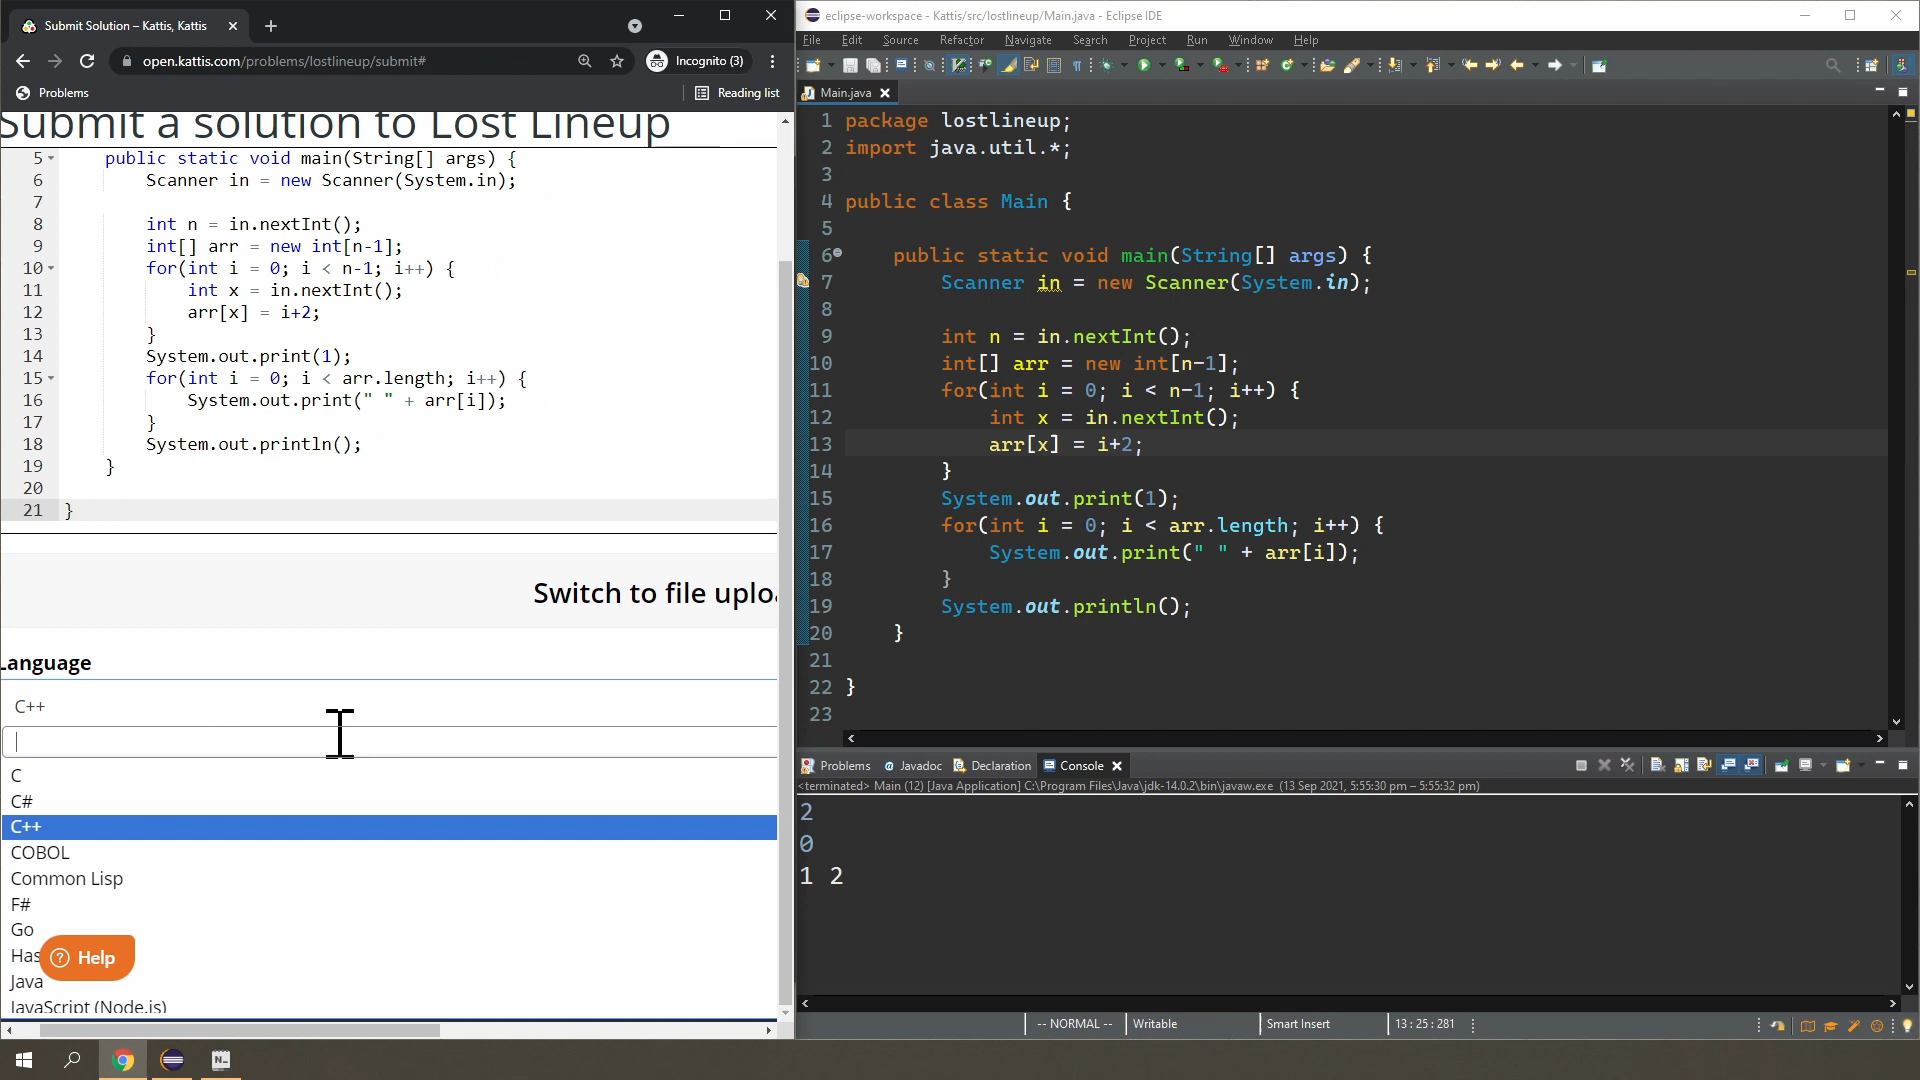 Submit Solution – Kattis, Kattis
Incognito (3)
open.kattis.com/problems/lostlineup/submit#
Problems
Reading list
Submit a solution to Lost Lineup
5 public static void main(String[] args) {
6 Scanner in = new Scanner(System.in);
7
8 int n = in.nextInt();
9 int[] arr = new int[n-1];
10 for(int i = 0; i < n-1; i++) {
11 int x = in.nextInt();
12 arr[x] = i+2;
13 }
14 System.out.print(1);
15 for(int i = 0; i < arr.length; i++) {
16 System.out.print(" " + arr[i]);
17 }
18 System.out.println();
19 }
20
21 }
Switch to file uploa
Language
C++
C
C#
C++
COBOL
Common Lisp
F#
Go
Has
Java
JavaScript (Node.js)
Help
eclipse-workspace - Kattis/src/lostlineup/Main.java - Eclipse IDE
File Edit Source Refactor Navigate Search Project Run Window Help
Main.java
1 package lostlineup;
2 import java.util.*;
3
4 public class Main {
5
6 public static void main(String[] args) {
7 Scanner in = new Scanner(System.in);
8
9 int n = in.nextInt();
10 int[] arr = new int[n-1];
11 for(int i = 0; i < n-1; i++) {
12 int x = in.nextInt();
13 arr[x] = i+2;
14 }
15 System.out.print(1);
16 for(int i = 0; i < arr.length; i++) {
17 System.out.print(" " + arr[i]);
18 }
19 System.out.println();
20 }
21
22 }
23
Problems @ Javadoc Declaration Console
<terminated> Main (12) [Java Application] C:\Program Files\Java\jdk-14.0.2\bin\javaw.exe (13 Sep 2021, 5:55:30 pm – 5:55:32 pm)
2
0
1 2
-- NORMAL -- Writable Smart Insert 13 : 25 : 281